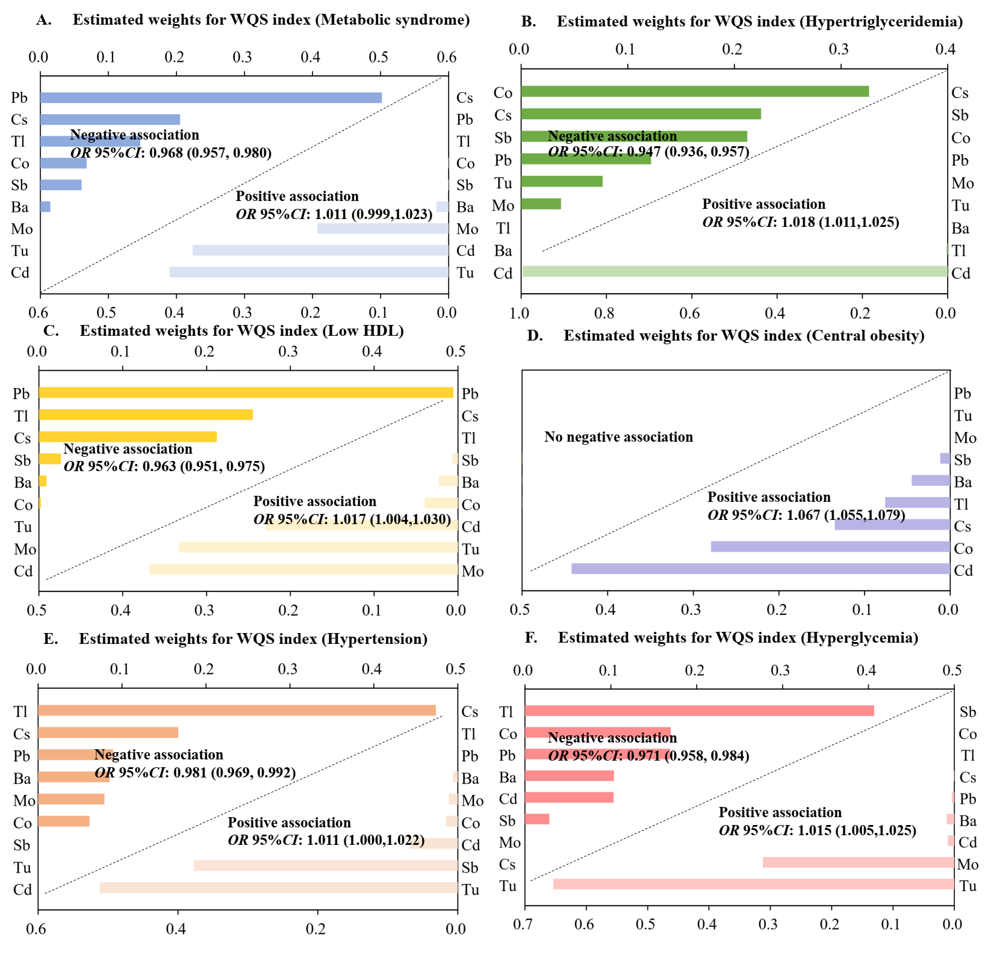 A. Estimated weights for WQS index (Metabolic syndrome)
0.0 0.1 0.2 0.3 0.4 0.5 0.6
Pb Cs
Cs Pb
Negative association
Tl Tl
OR 95%CI: 0.968 (0.957, 0.980)
Co Co
Sb Sb
Positive association
Ba Ba
OR 95%CI: 1.011 (0.999,1.023)
Mo Mo
Tu Cd
Cd Tu
0.6 0.5 0.4 0.3 0.2 0.1 0.0
B. Estimated weights for WQS index (Hypertriglyceridemia)
0.0 0.1 0.2 0.3 0.4
Co Cs
Cs Sb
Sb Negative association Co
OR 95%CI: 0.947 (0.936, 0.957)
Pb Pb
Tu Mo
Mo Positive association Tu
OR 95%CI: 1.018 (1.011,1.025)
Tl Ba
Ba Tl
Cd Cd
1.0 0.8 0.6 0.4 0.2 0.0
C. Estimated weights for WQS index (Low HDL)
0.0 0.1 0.2 0.3 0.4 0.5
Pb Pb
Tl Cs
Cs Tl
Negative association
Sb Sb
OR 95%CI: 0.963 (0.951, 0.975)
Ba Ba
Co Positive association Co
OR 95%CI: 1.017 (1.004,1.030)
Tu Cd
Mo Tu
Cd Mo
0.5 0.4 0.3 0.2 0.1 0.0
D. Estimated weights for WQS index (Central obesity)
Pb
Tu
No negative association Mo
Sb
Ba
Positive association
Tl
OR 95%CI: 1.067 (1.055,1.079)
Cs
Co
Cd
0.5 0.4 0.3 0.2 0.1 0.0
E. Estimated weights for WQS index (Hypertension)
0.0 0.1 0.2 0.3 0.4 0.5
Tl Cs
Cs Tl
Pb Negative association Pb
OR 95%CI: 0.981 (0.969, 0.992)
Ba Ba
Mo Mo
Co Positive association Co
OR 95%CI: 1.011 (1.000,1.022)
Sb Cd
Tu Sb
Cd Tu
0.6 0.4 0.2 0.0
F. Estimated weights for WQS index (Hyperglycemia)
0.0 0.1 0.2 0.3 0.4 0.5
Tl Sb
Co Co
Negative association
Pb OR 95%CI: 0.971 (0.958, 0.984) Tl
Ba Cs
Cd Pb
Positive association
Sb Ba
OR 95%CI: 1.015 (1.005,1.025)
Mo Cd
Cs Mo
Tu Tu
0.7 0.6 0.5 0.4 0.3 0.2 0.1 0.0